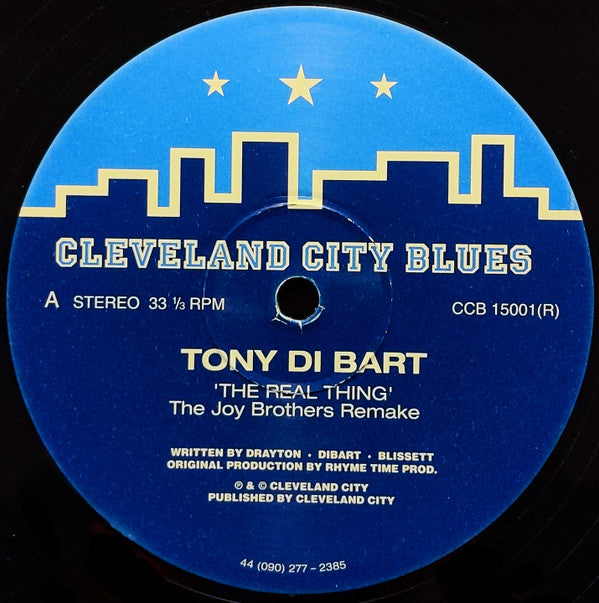 CLEVELAND CITY BLUES
A STEREO 33 ⅓ RPM
CCB 15001(R)
TONY DI BART
'THE REAL THING'
The Joy Brothers Remake
WRITTEN BY DRAYTON · DIBART · BLISSETT
ORIGINAL PRODUCTION BY RHYME TIME PROD.
℗ & © CLEVELAND CITY
PUBLISHED BY CLEVELAND CITY
44 (090) 277 - 2385